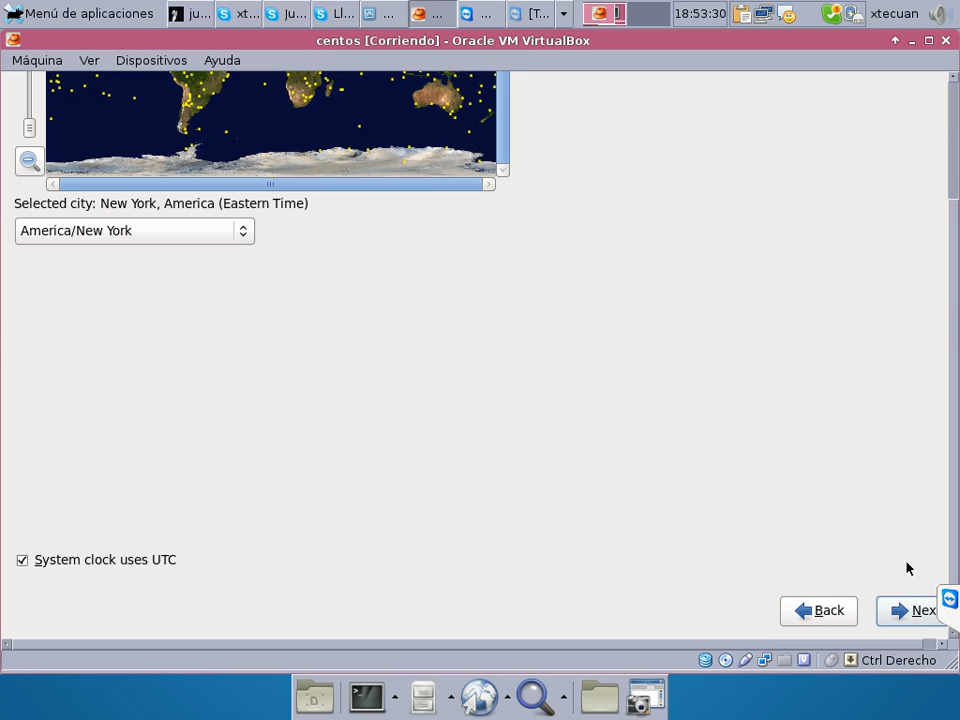 Menú de aplicaciones ju... xt... Ju... Ll... ... ... ... [T... 18:53:30 xtecuan
centos [Corriendo] - Oracle VM VirtualBox
Máquina Ver Dispositivos Ayuda
Selected city: New York, America (Eastern Time)
America/New York
System clock uses UTC
Back Nex
Ctrl Derecho